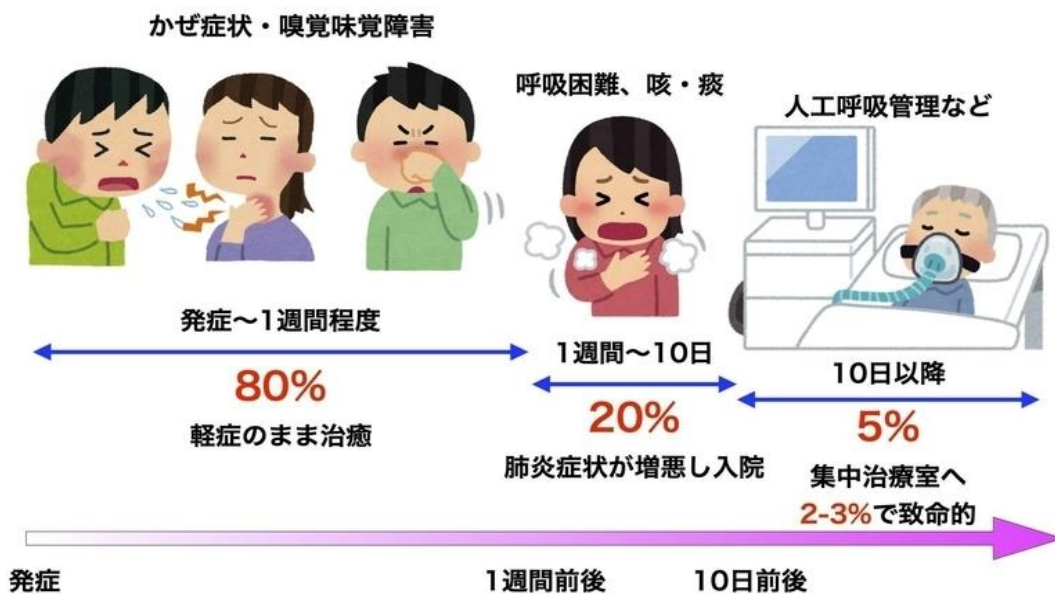 かぜ症状・嗅覚味覚障害
呼吸困難、咳・痰
人工呼吸管理など
発症〜1週間程度
80%
軽症のまま治癒
1週間〜10日
20%
肺炎症状が増悪し入院
10日以降
5%
集中治療室へ
2-3%で致命的
発症
1週間前後
10日前後